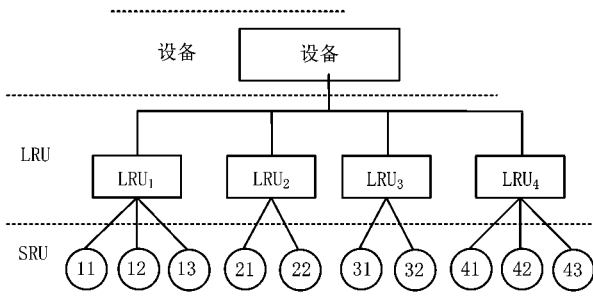 设备 设备
LRU LRU₁ LRU₂ LRU₃ LRU₄
SRU 11 12 13 21 22 31 32 41 42 43